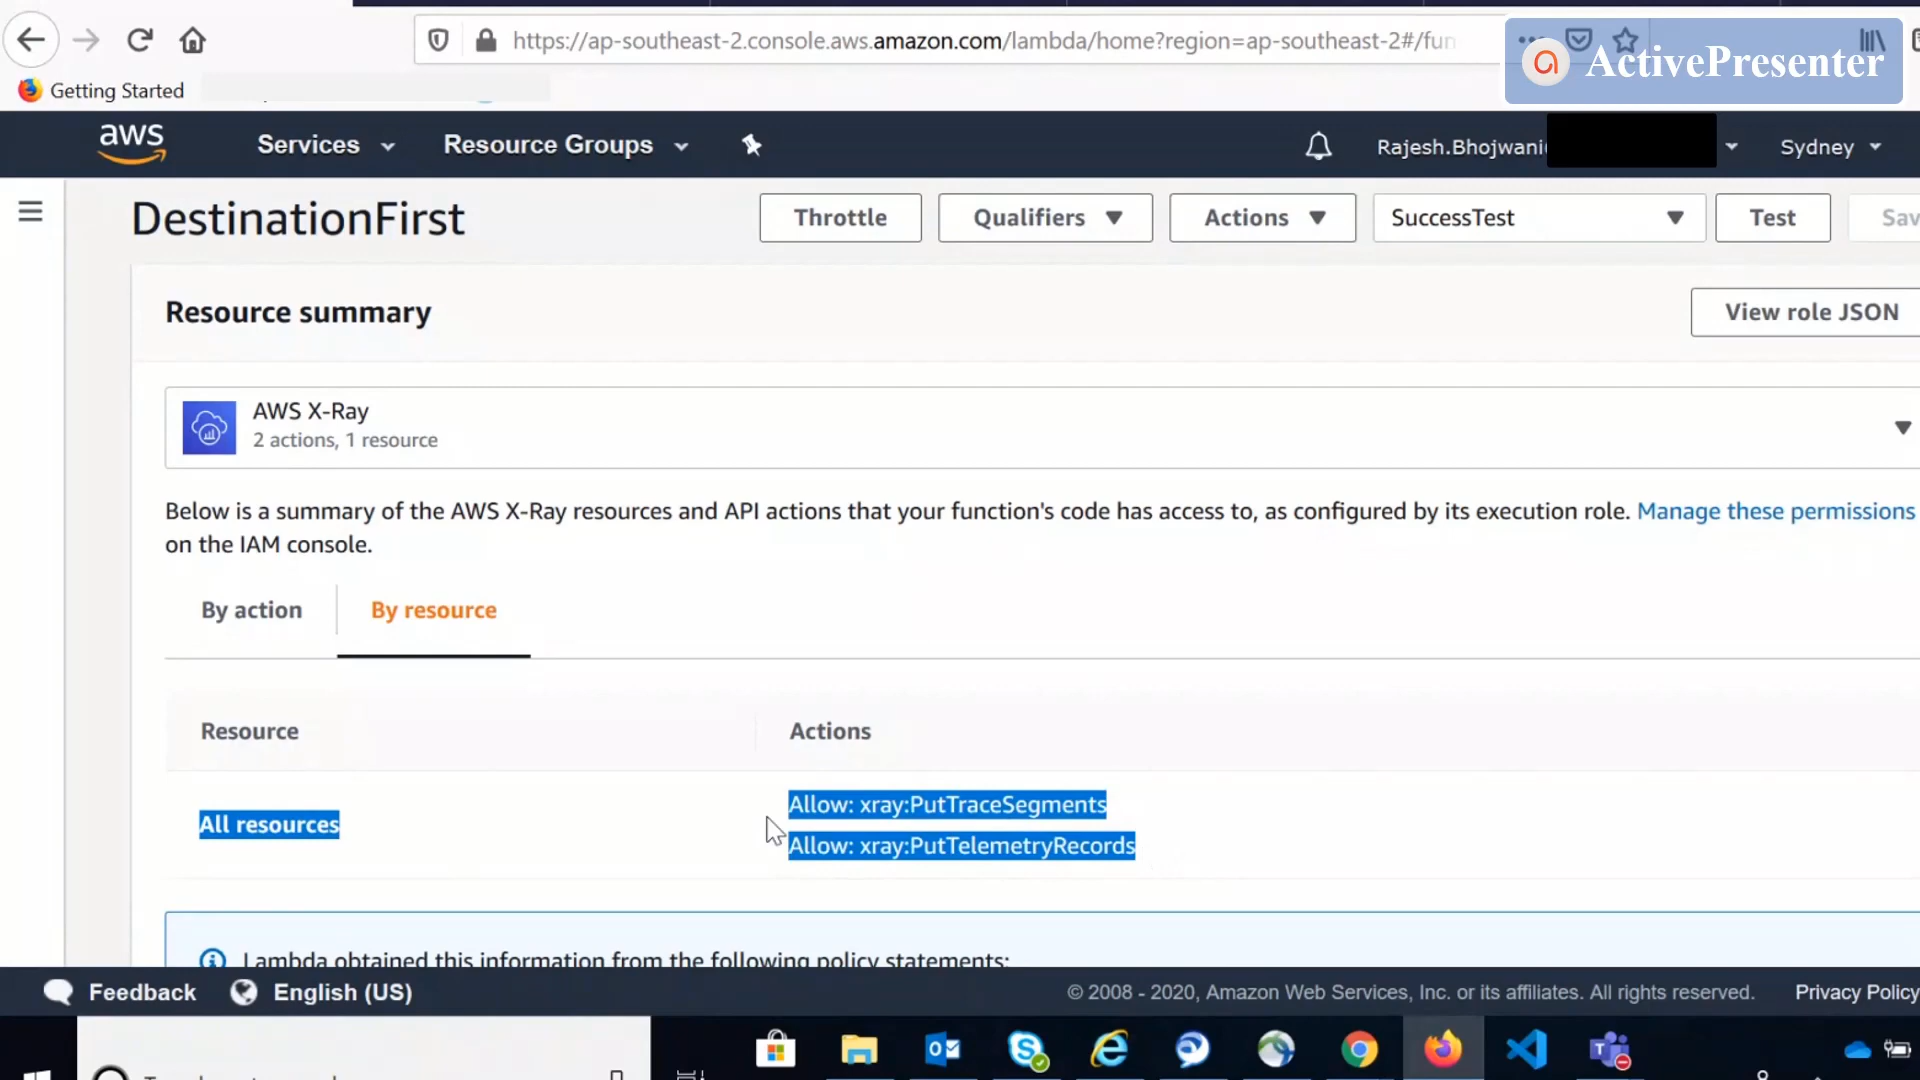 https://ap-southeast-2.console.aws.amazon.com/lambda/home?region=ap-southeast-2#/fun
ActivePresenter
Getting Started
aws
Services
Resource Groups
Rajesh.Bhojwani
Sydney
DestinationFirst
Throttle
Qualifiers
Actions
SuccessTest
Test
Sav
Resource summary
View role JSON
AWS X-Ray
2 actions, 1 resource
Below is a summary of the AWS X-Ray resources and API actions that your function's code has access to, as configured by its execution role. Manage these permissions
on the IAM console.
By action
By resource
Resource
Actions
All resources
Allow: xray:PutTraceSegments
Allow: xray:PutTelemetryRecords
Lambda obtained this information from the following policy statements:
Feedback
English (US)
© 2008 - 2020, Amazon Web Services, Inc. or its affiliates. All rights reserved.
Privacy Policy